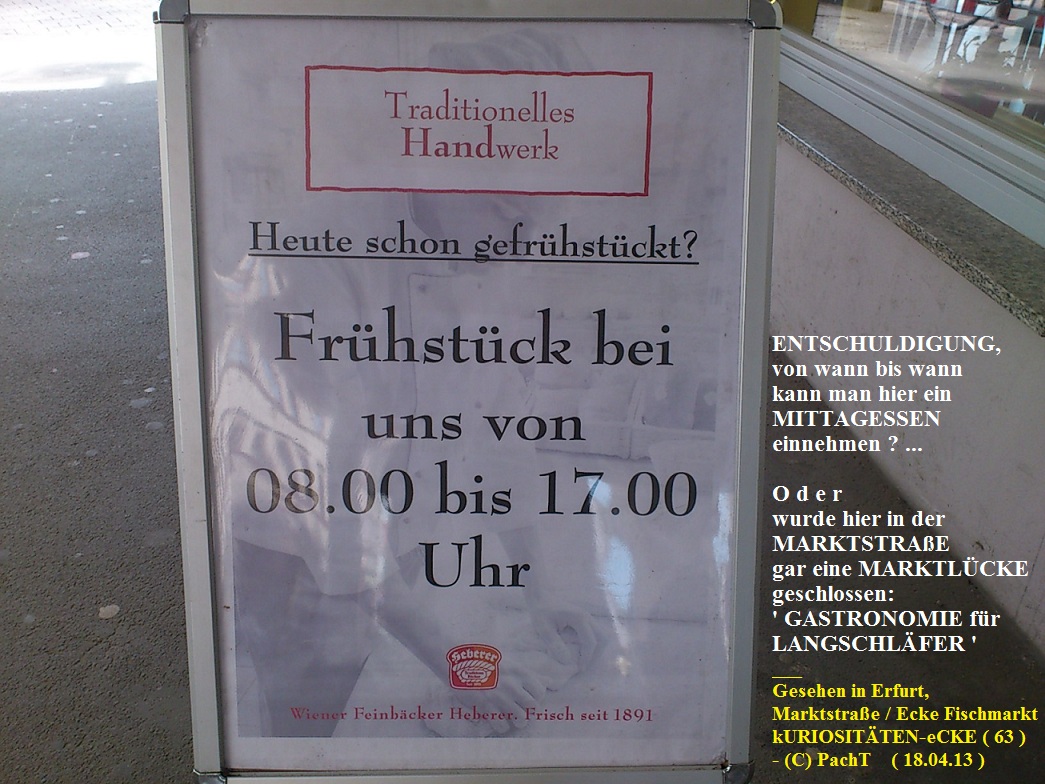 Traditionelles
Handwerk
Heute schon gefrühstückt?
Frühstück bei
uns von
08.00 bis 17.00
Uhr
Heberer
Wiener Feinbäcker Heberer. Frisch seit 1891
ENTSCHULDIGUNG,
von wann bis wann
kann man hier ein
MITTAGESSEN
einnehmen ? ...
O d e r
wurde hier in der
MARKTSTRAßE
gar eine MARKTLÜCKE
geschlossen:
' GASTRONOMIE für
LANGSCHLÄFER '
___
Gesehen in Erfurt,
Marktstraße / Ecke Fischmarkt
kURIOSITÄTEN-eCKE ( 63 )
- (C) PachT ( 18.04.13 )